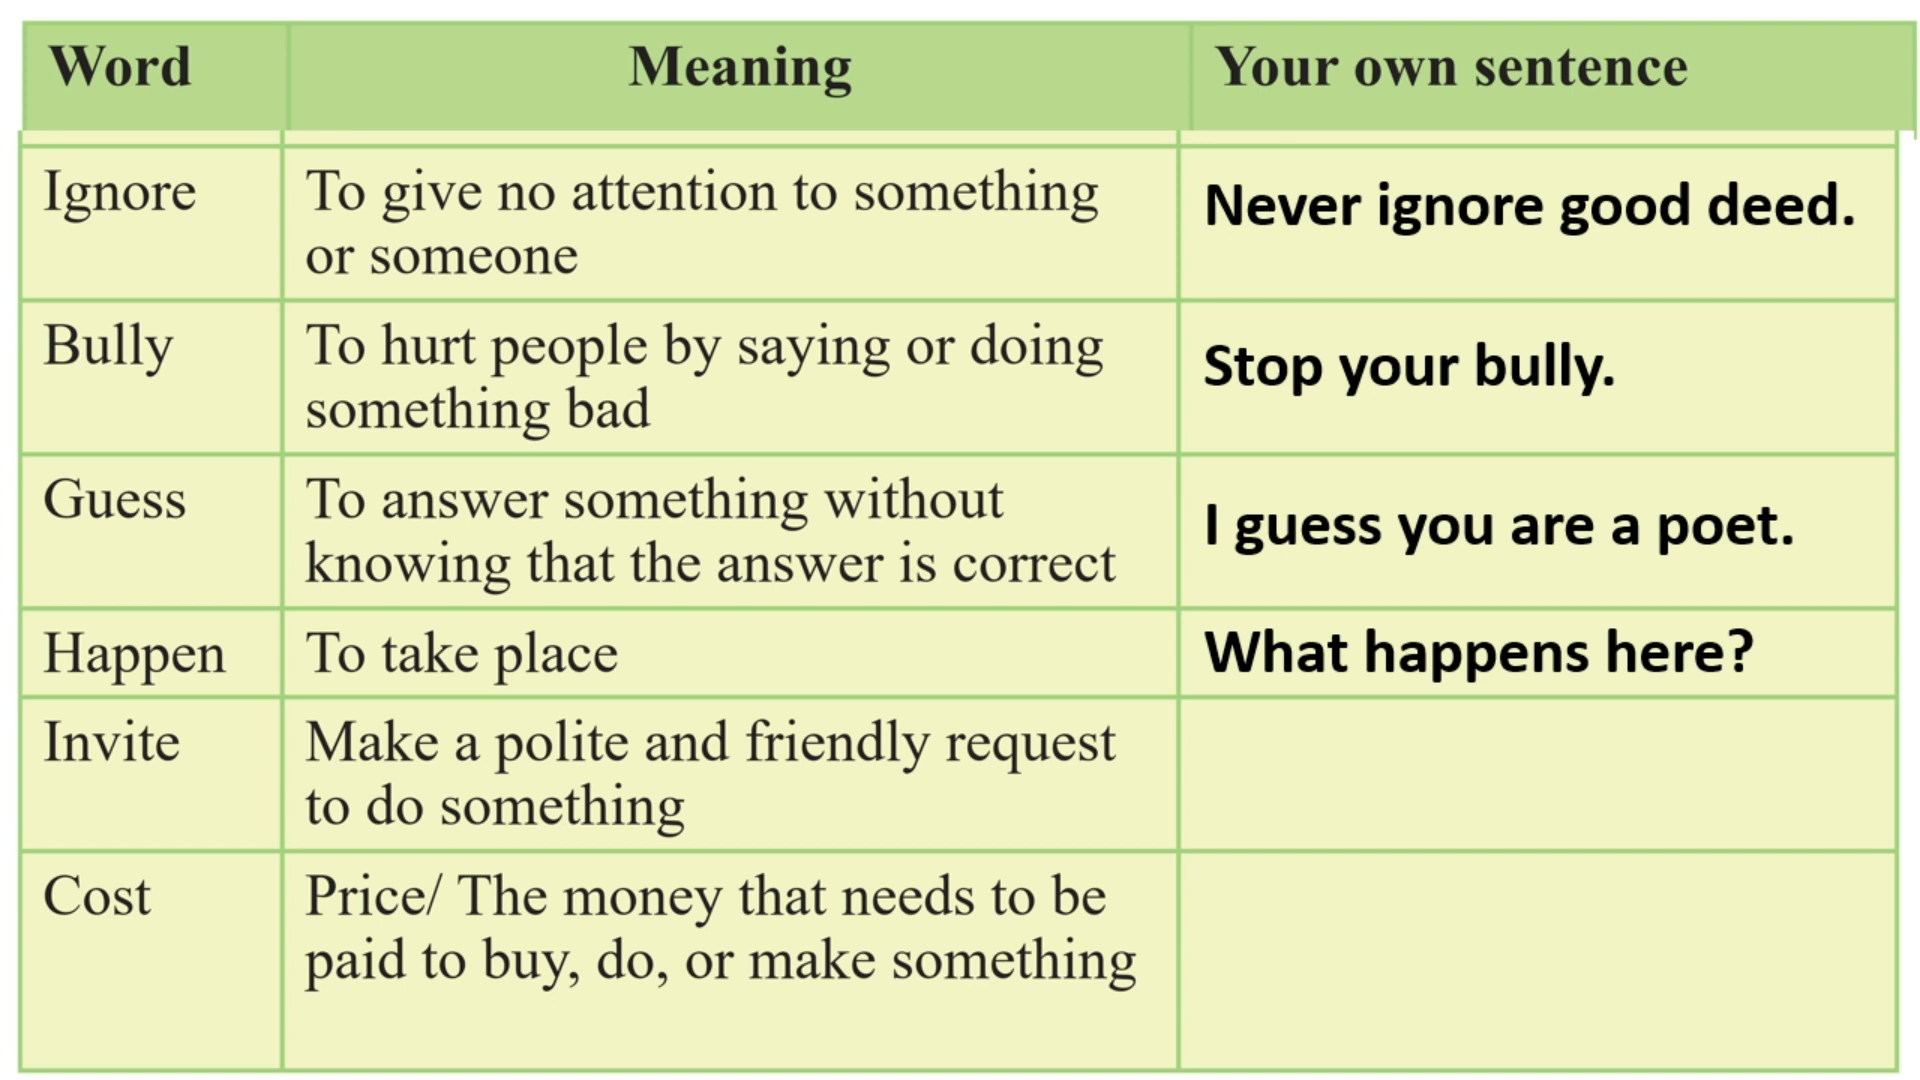 Word Meaning Your own sentence
Ignore To give no attention to something Never ignore good deed.
or someone
Bully To hurt people by saying or doing Stop your bully.
something bad
Guess To answer something without I guess you are a poet.
knowing that the answer is correct
Happen To take place What happens here?
Invite Make a polite and friendly request
to do something
Cost Price/ The money that needs to be
paid to buy, do, or make something